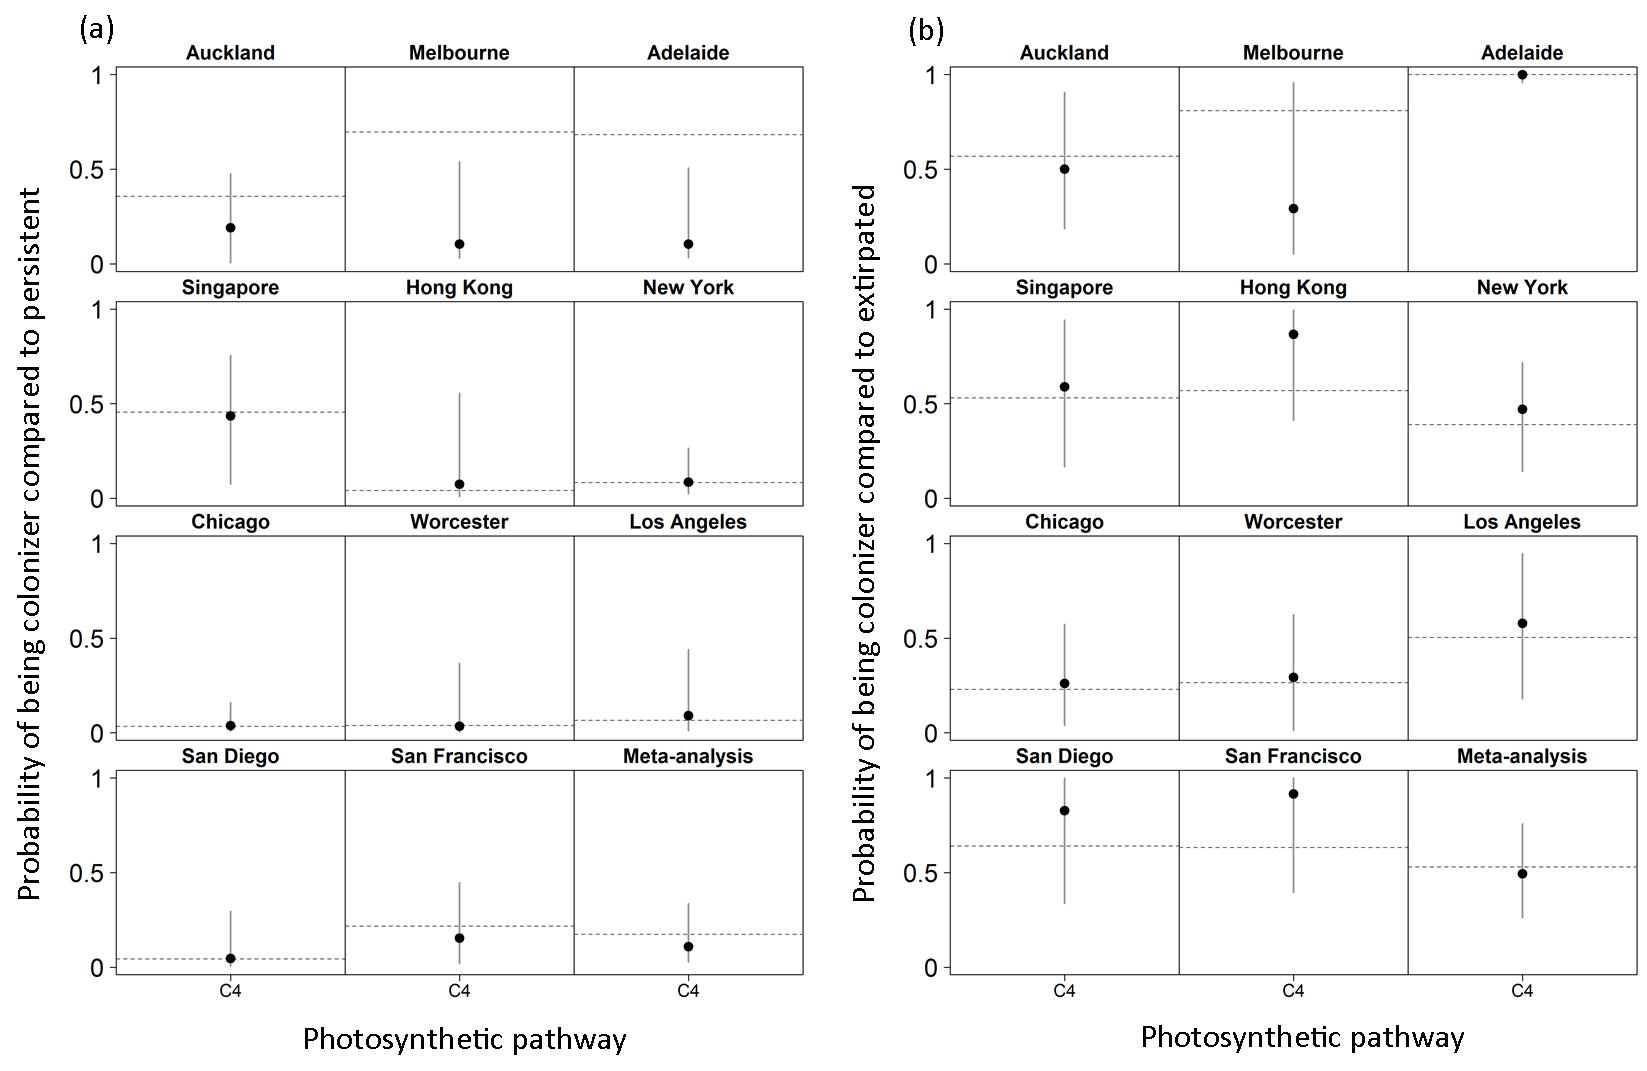 (a)
Auckland Melbourne Adelaide
1
0.5
0
Singapore Hong Kong New York
1
0.5
0
Chicago Worcester Los Angeles
1
0.5
0
San Diego San Francisco Meta-analysis
1
0.5
0
C4 C4 C4
Photosynthetic pathway
Probability of being colonizer compared to persistent
(b)
Auckland Melbourne Adelaide
1
0.5
0
Singapore Hong Kong New York
1
0.5
0
Chicago Worcester Los Angeles
1
0.5
0
San Diego San Francisco Meta-analysis
1
0.5
0
C4 C4 C4
Photosynthetic pathway
Probability of being colonizer compared to extirpated